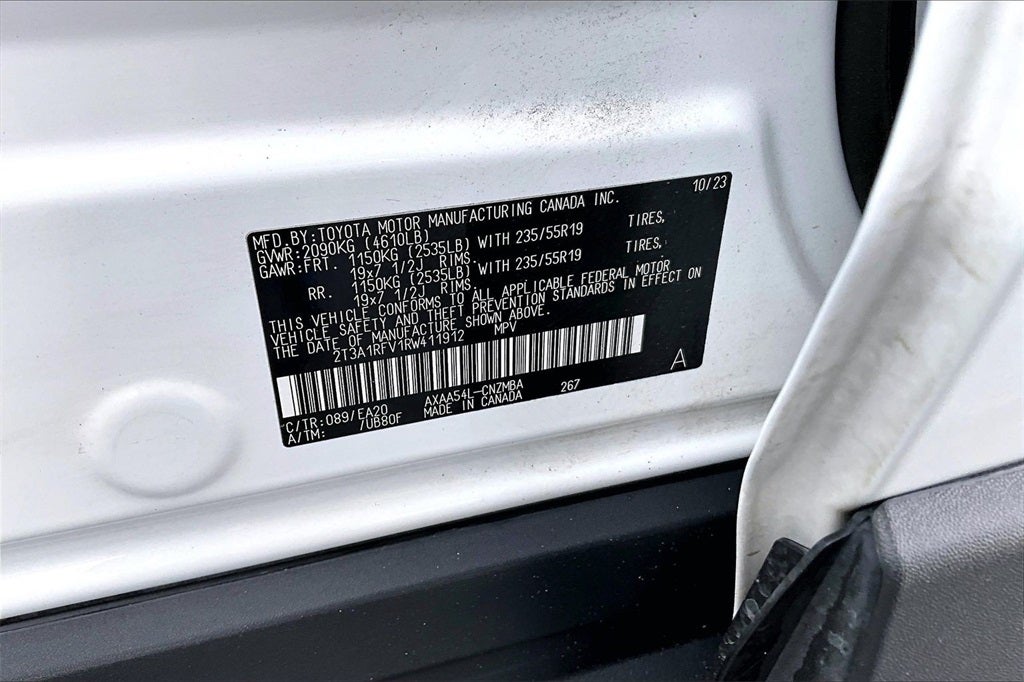 10/23
MFD.BY:TOYOTA MOTOR MANUFACTURING CANADA INC.
GVWR:2090KG (4610LB)
GAWR:FRT. 1150KG (2535LB) WITH 235/55R19 TIRES,
19x7 1/2J RIMS.
RR. 1150KG (2535LB) WITH 235/55R19 TIRES,
19x7 1/2J RIMS.
THIS VEHICLE CONFORMS TO ALL APPLICABLE FEDERAL MOTOR
VEHICLE SAFETY AND THEFT PREVENTION STANDARDS IN EFFECT ON
THE DATE OF MANUFACTURE SHOWN ABOVE.
2T3A1RFV1RW411912 MPV
A
C/TR:089/EA20 AXAA54L-CNZMBA 267
A/TM: /UB80F MADE IN CANADA